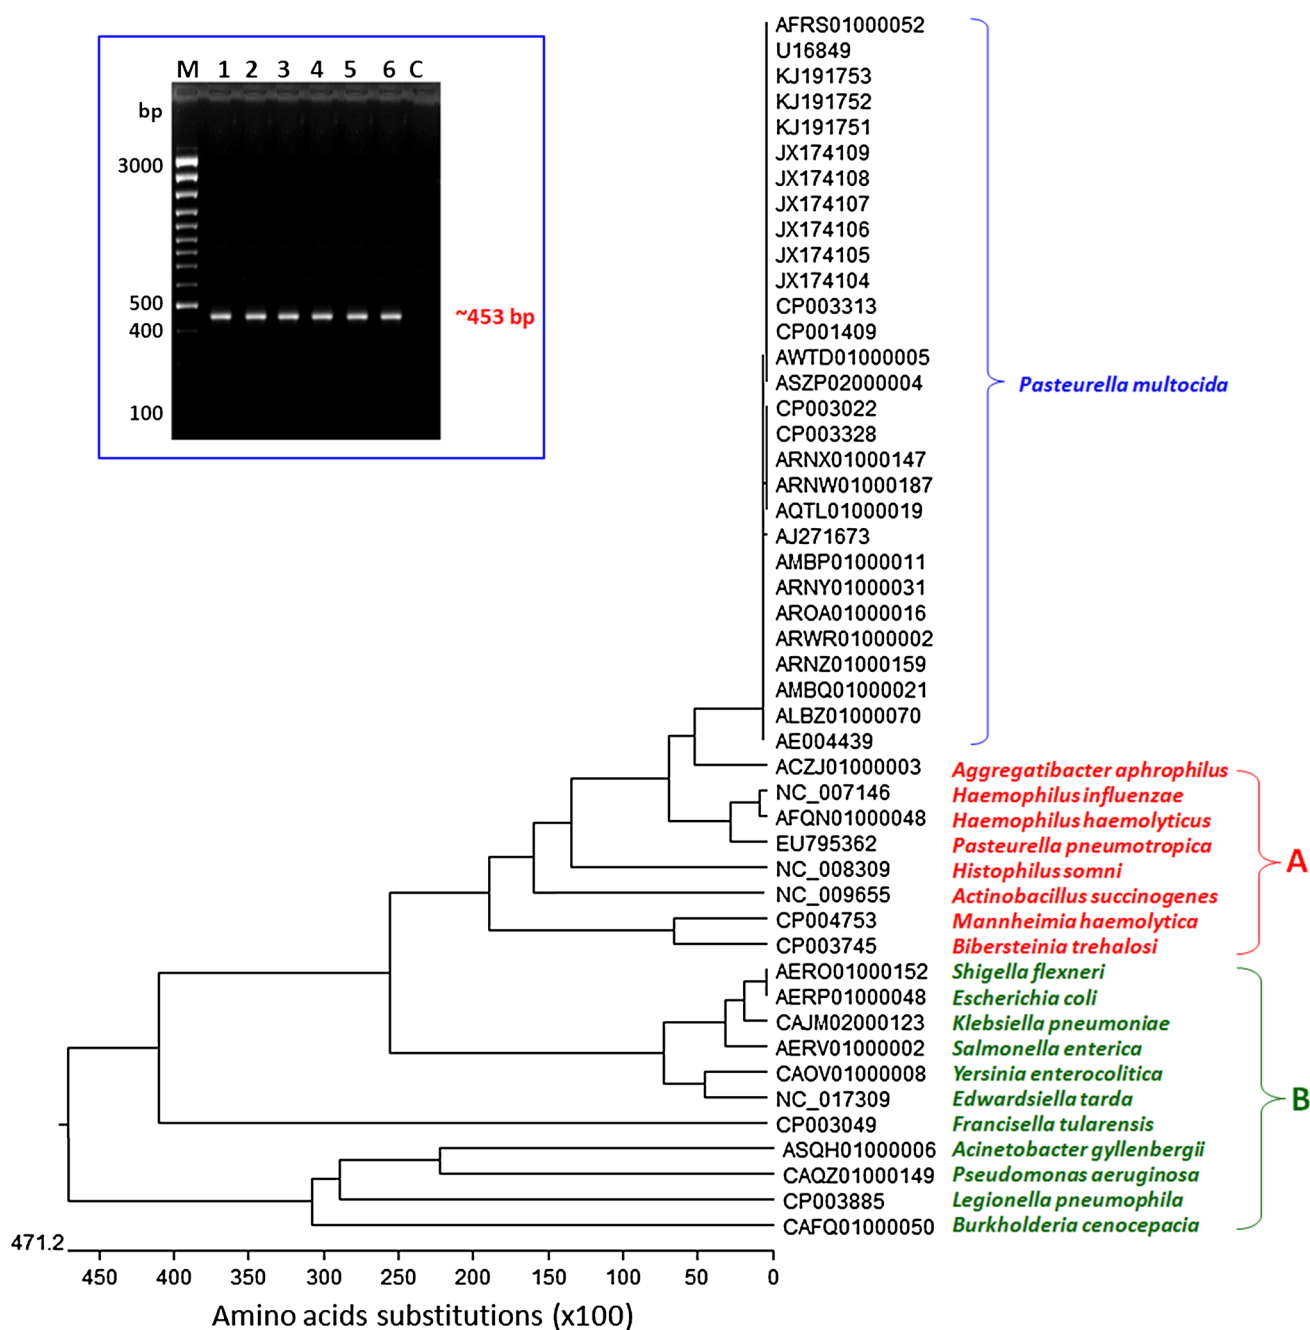 M 1 2 3 4 5 6 C
bp
3000
500
400
100
~453 bp
AFRS01000052
U16849
KJ191753
KJ191752
KJ191751
JX174109
JX174108
JX174107
JX174106
JX174105
JX174104
CP003313
CP001409
AWTD01000005
ASZP02000004
Pasteurella multocida
CP003022
CP003328
ARNX01000147
ARNW01000187
AQTL01000019
AJ271673
AMBP01000011
ARNY01000031
AROA01000016
ARWR01000002
ARNZ01000159
AMBQ01000021
ALBZ01000070
AE004439
ACZJ01000003 Aggregatibacter aphrophilus
NC_007146 Haemophilus influenzae
AFQN01000048 Haemophilus haemolyticus
EU795362 Pasteurella pneumotropica
A
NC_008309 Histophilus somni
NC_009655 Actinobacillus succinogenes
CP004753 Mannheimia haemolytica
CP003745 Bibersteinia trehalosi
AERO01000152 Shigella flexneri
AERP01000048 Escherichia coli
CAJM02000123 Klebsiella pneumoniae
AERV01000002 Salmonella enterica
CAOV01000008 Yersinia enterocolitica
NC_017309 Edwardsiella tarda
B
CP003049 Francisella tularensis
ASQH01000006 Acinetobacter gyllenbergii
CAQZ01000149 Pseudomonas aeruginosa
CP003885 Legionella pneumophila
CAFQ01000050 Burkholderia cenocepacia
471.2
450 400 350 300 250 200 150 100 50 0
Amino acids substitutions (x100)